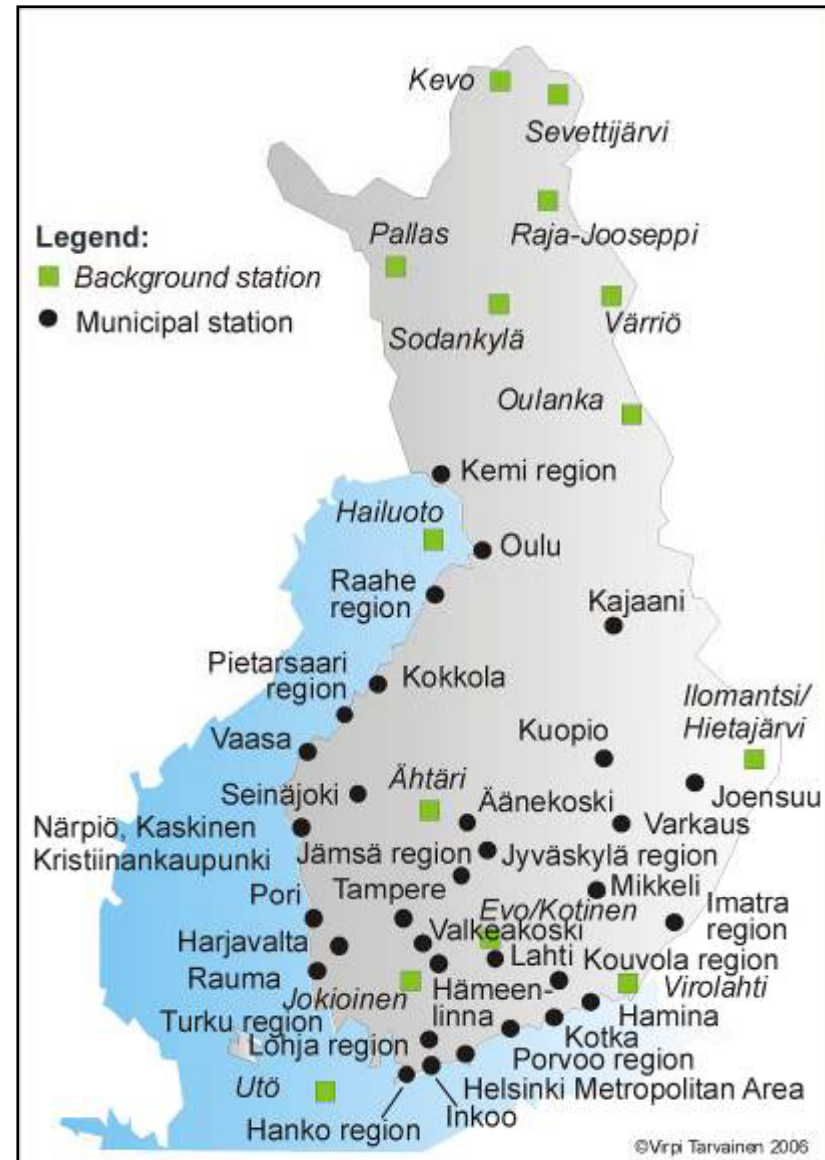 Kevo
Sevettijärvi
Legend:
Background station
Municipal station
Pallas
Raja-Jooseppi
Sodankylä
Värriö
Oulanka
Kemi region
Hailuoto
Oulu
Raahe
region
Kajaani
Pietarsaari
region
Kokkola
Ilomantsi/
Hietajärvi
Vaasa
Kuopio
Seinäjoki
Ähtäri
Äänekoski
Joensuu
Närpiö, Kaskinen
Kristiinankaupunki
Varkaus
Jämsä region
Jyväskylä region
Tampere
Mikkeli
Pori
Evo/Kotinen
Imatra
region
Valkeakoski
Harjavalta
Lahti
Kouvola region
Rauma
Jokioinen
Hämeen-
linna
Virolahti
Turku region
Hamina
Lohja region
Kotka
Porvoo region
Utö
Helsinki Metropolitan Area
Hanko region
Inkoo
©Virpi Tarvainen 2006